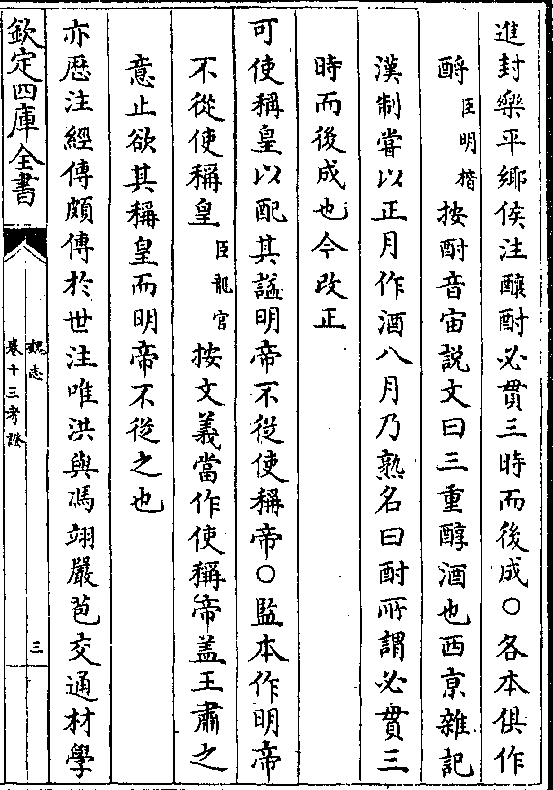 進封樂平鄉侯注釀酎必貫三時而後成○各本俱作
酹臣明楷按酎音宙説文曰三重醇酒也西京雜記
漢制嘗以正月作酒八月乃熟名曰酎所謂必貫三
時而後成也今改正
可使稱皇以配其諡明帝不從使稱帝○監本作明帝
不從使稱皇臣龍官按文義當作使稱帝盖王肅之
意止欲其稱皇而明帝不從之也
亦歴注經傳頗傳於世注唯洪與馮翊嚴苞交通材學
欽定四庫全書
魏志
卷十三考證
三